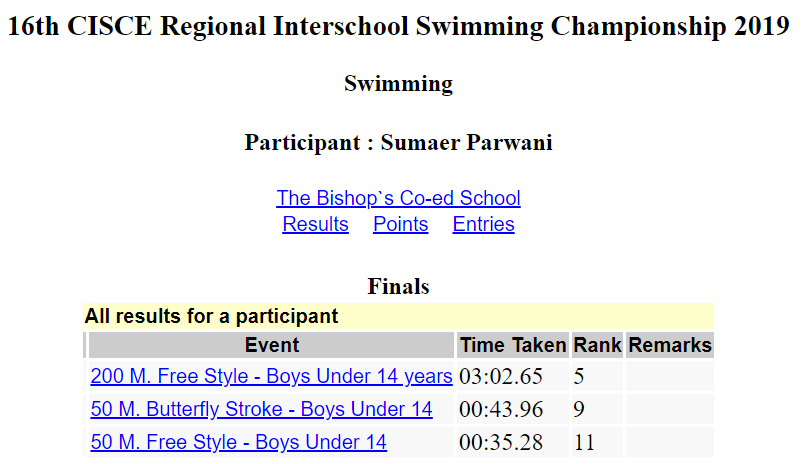 16th CISCE Regional Interschool Swimming Championship 2019
Swimming
Participant : Sumaer Parwani
The Bishop`s Co-ed School
Results Points Entries
Finals
All results for a participant
Event Time Taken Rank Remarks
200 M. Free Style - Boys Under 14 years 03:02.65 5
50 M. Butterfly Stroke - Boys Under 14 00:43.96 9
50 M. Free Style - Boys Under 14 00:35.28 11